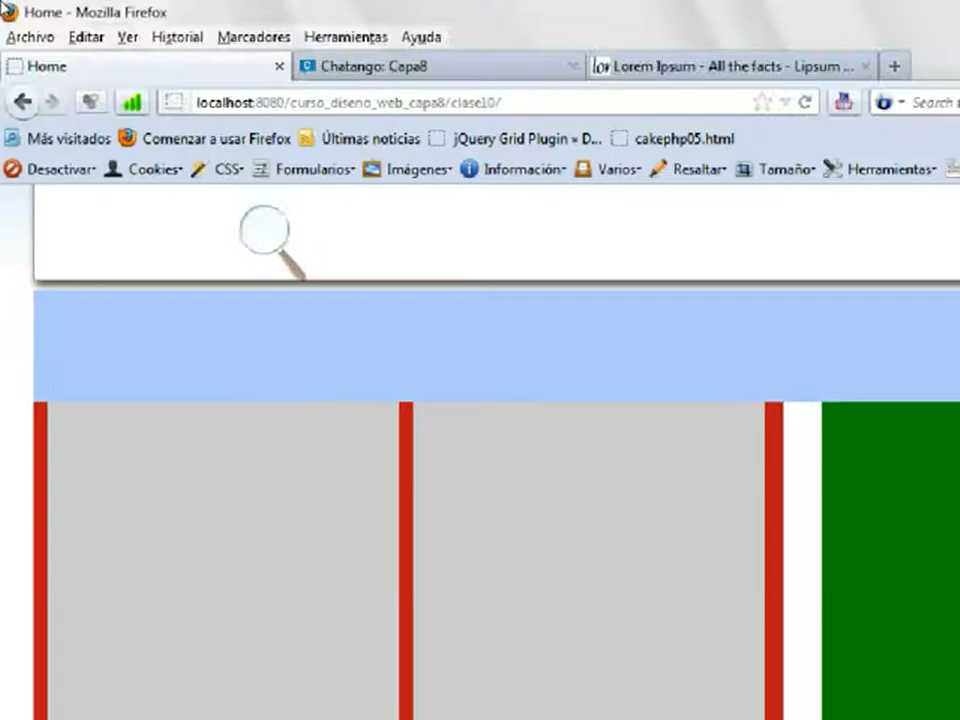 Home - Mozilla Firefox
Archivo Editar Ver Historial Marcadores Herramientas Ayuda
Home Chatango: Capa8 Lorem Ipsum - All the facts - Lipsum ...
localhost:8080/curso_diseno_web_capa8/clase10/ Search
Más visitados Comenzar a usar Firefox Últimas noticias jQuery Grid Plugin » D... cakephp05.html
Desactivar Cookies CSS Formularios Imágenes Información Varios Resaltar Tamaño Herramientas